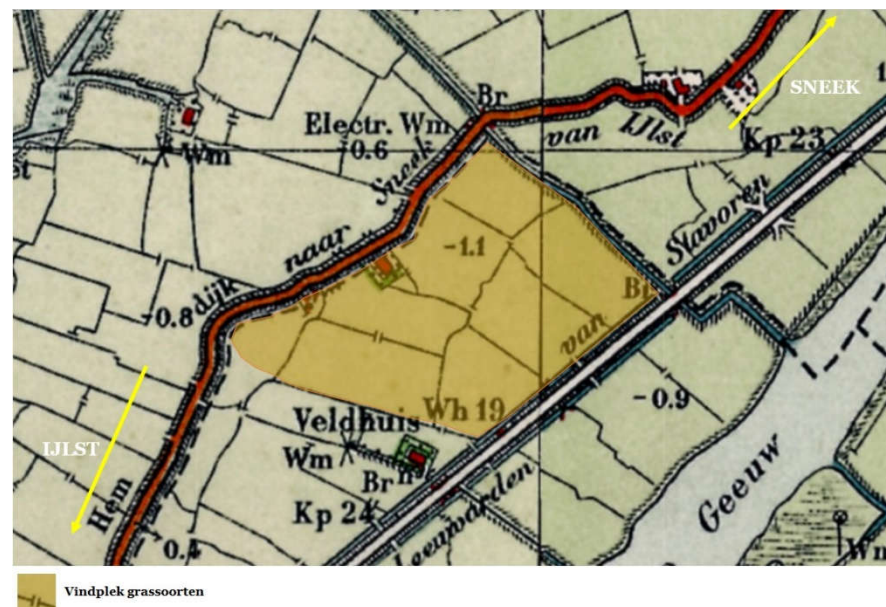 SNEEK
Br
Electr. Wm
van IJlst
Kp 23
-0.6
Wm
Sneek
Stavoren
naar
-1.1
dijk
-0.8
Br
van
Wh 19
-0.9
Veldhuis
IJLST
Wm
Br
Kp 24
Geeuw
Hem
Leeuwarden
0.4
Wm
Vindplek grassoorten